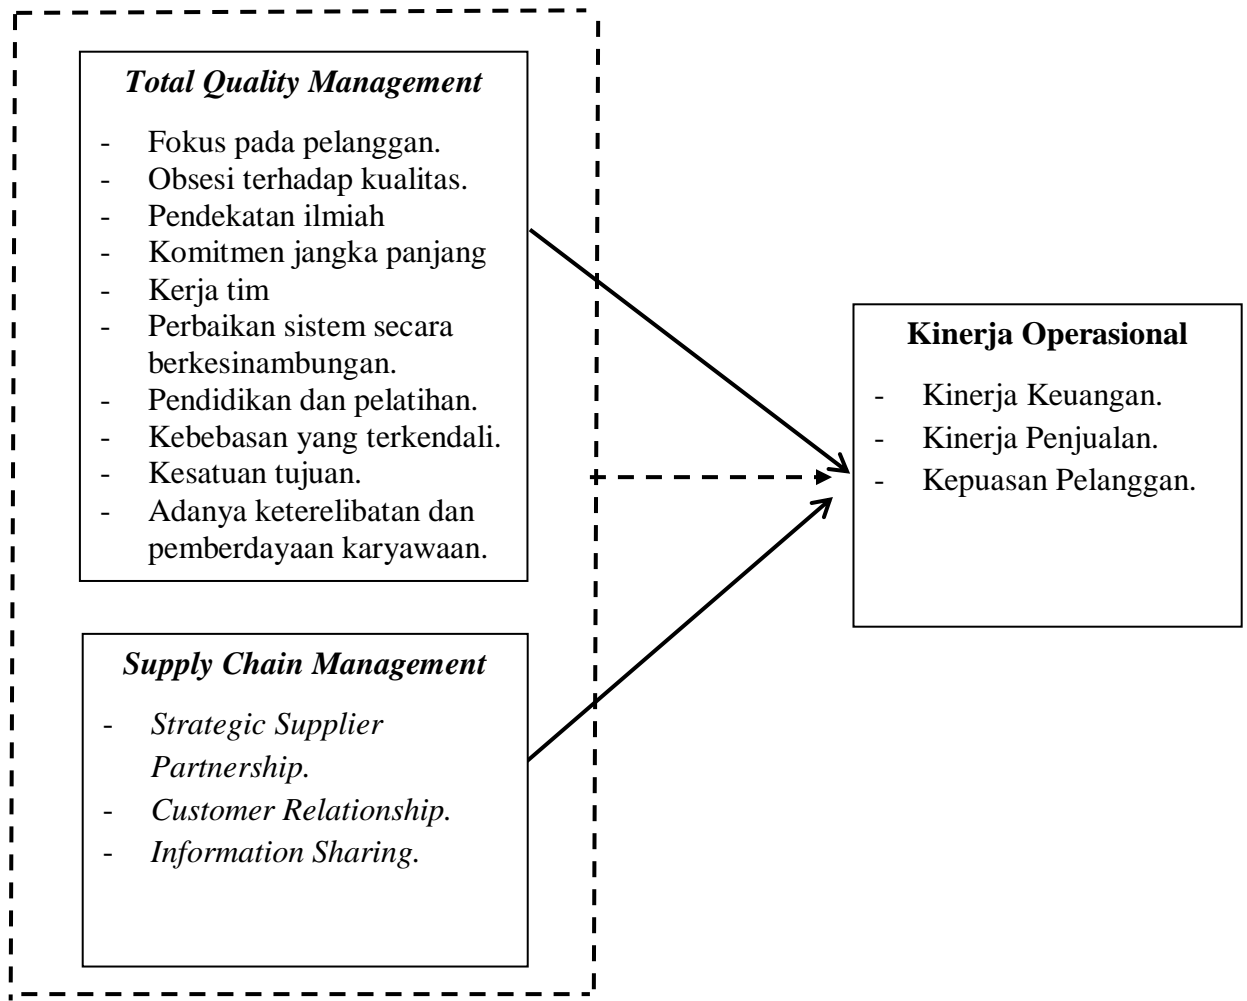 Total Quality Management
- Fokus pada pelanggan.
- Obsesi terhadap kualitas.
- Pendekatan ilmiah
- Komitmen jangka panjang
- Kerja tim
- Perbaikan sistem secara
berkesinambungan.
- Pendidikan dan pelatihan.
- Kebebasan yang terkendali.
- Kesatuan tujuan.
- Adanya keterelibatan dan
pemberdayaan karyawaan.
Supply Chain Management
- Strategic Supplier
Partnership.
- Customer Relationship.
- Information Sharing.
Kinerja Operasional
- Kinerja Keuangan.
- Kinerja Penjualan.
- Kepuasan Pelanggan.